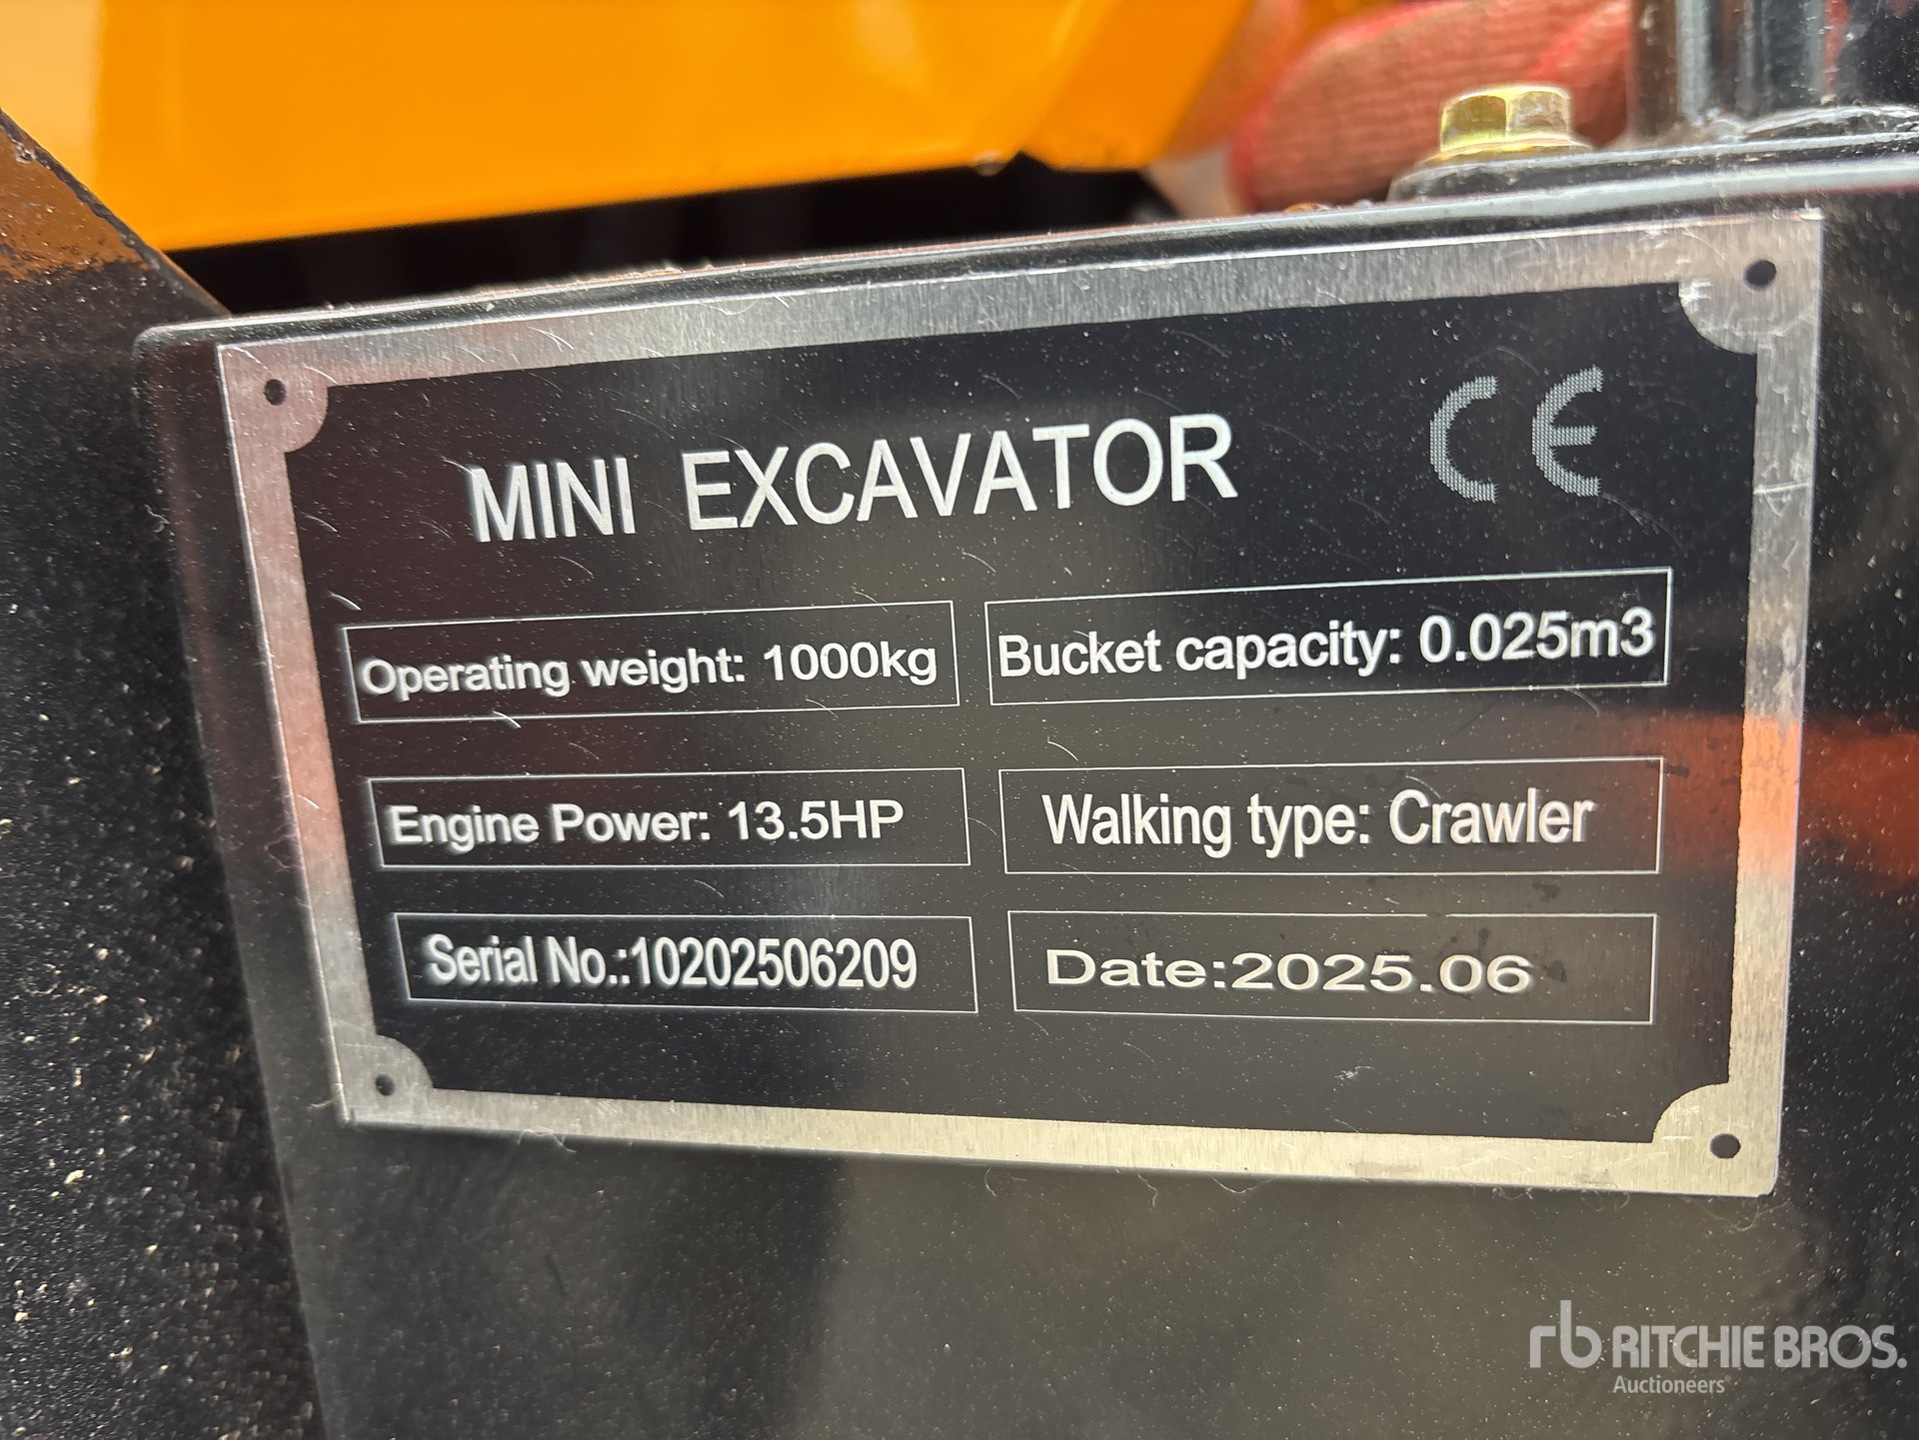 MINI EXCAVATOR CE
Operating weight: 1000kg Bucket capacity: 0.025m3
Engine Power: 13.5HP Walking type: Crawler
Serial No.:10202506209 Date:2025.06
rb RITCHIE BROS.
Auctioneers